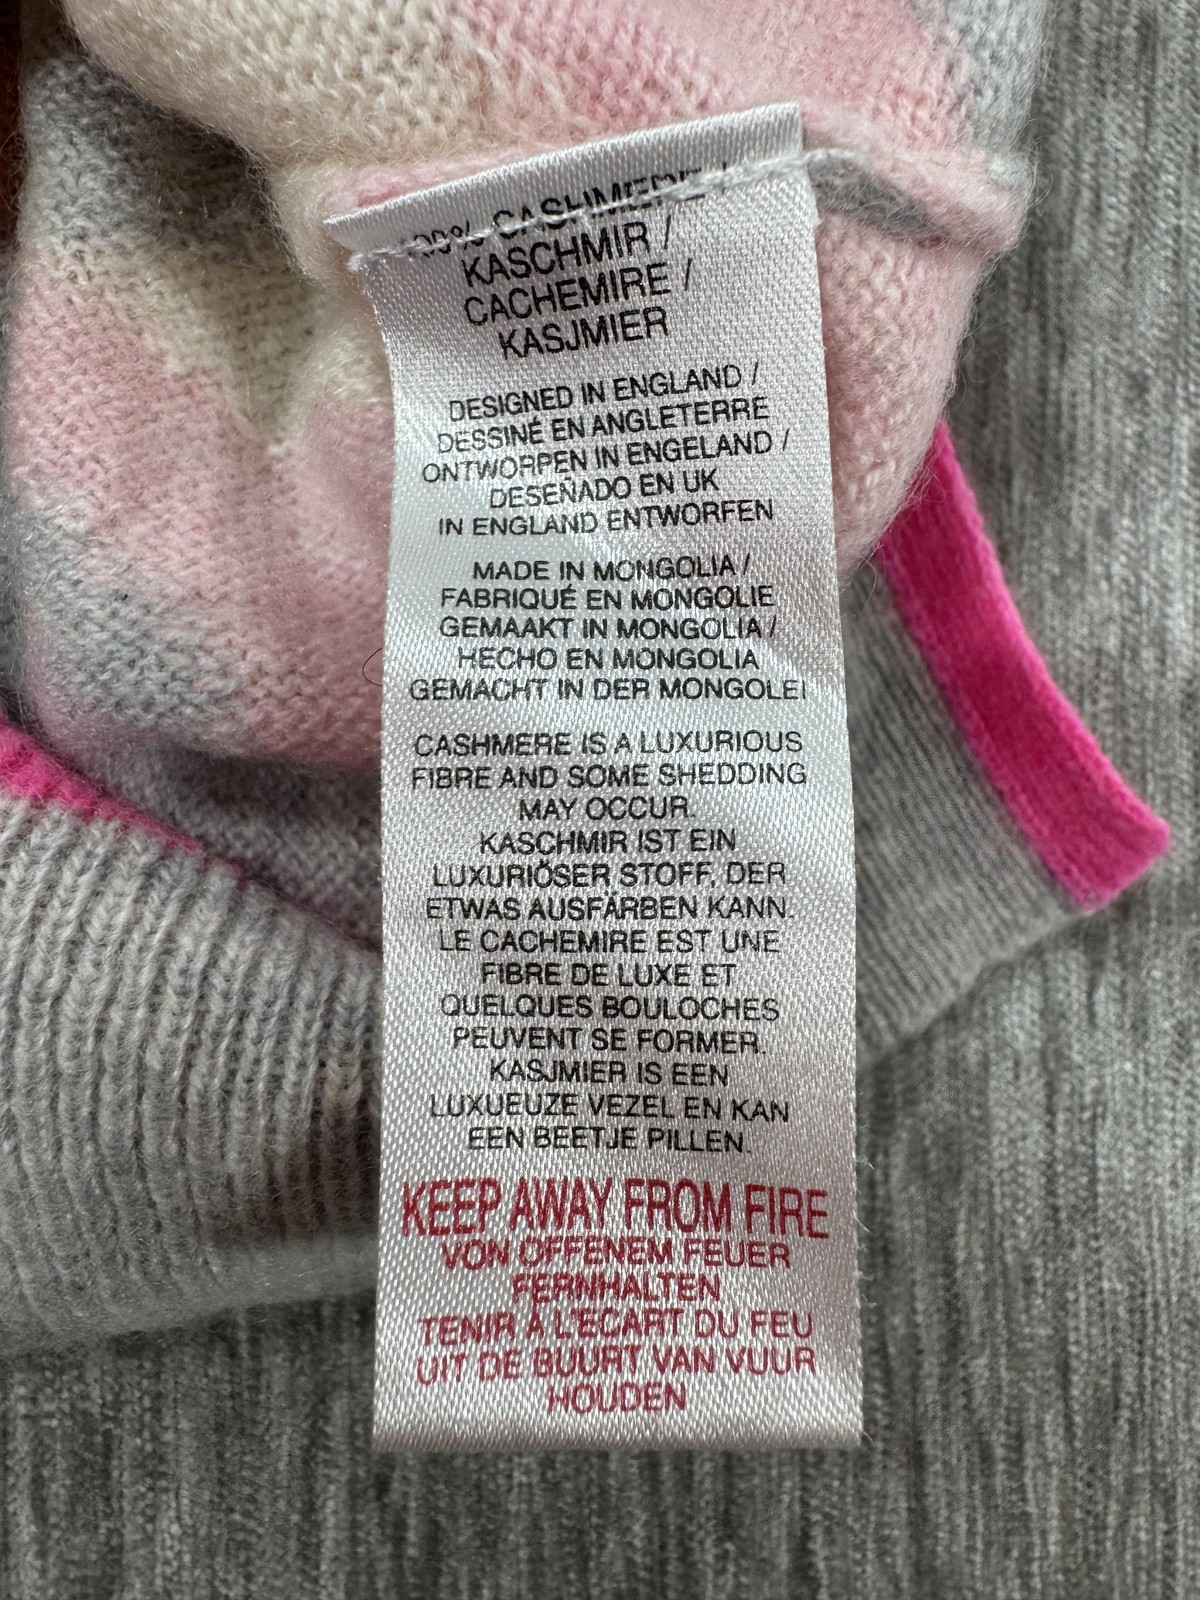 100% CASHMERE /
KASCHMIR /
CACHEMIRE /
KASJMIER
DESIGNED IN ENGLAND /
DESSINÉ EN ANGLETERRE
ONTWORPEN IN ENGELAND /
DESEÑADO EN UK
IN ENGLAND ENTWORFEN
MADE IN MONGOLIA /
FABRIQUÉ EN MONGOLIE
GEMAAKT IN MONGOLIA /
HECHO EN MONGOLIA
GEMACHT IN DER MONGOLEI
CASHMERE IS A LUXURIOUS
FIBRE AND SOME SHEDDING
MAY OCCUR.
KASCHMIR IST EIN
LUXURIÖSER STOFF, DER
ETWAS AUSFÄRBEN KANN.
LE CACHEMIRE EST UNE
FIBRE DE LUXE ET
QUELQUES BOULOCHES
PEUVENT SE FORMER.
KASJMIER IS EEN
LUXUEUZE VEZEL EN KAN
EEN BEETJE PILLEN.
KEEP AWAY FROM FIRE
VON OFFENEM FEUER
FERNHALTEN
TENIR À L'ÉCART DU FEU
UIT DE BUURT VAN VUUR
HOUDEN